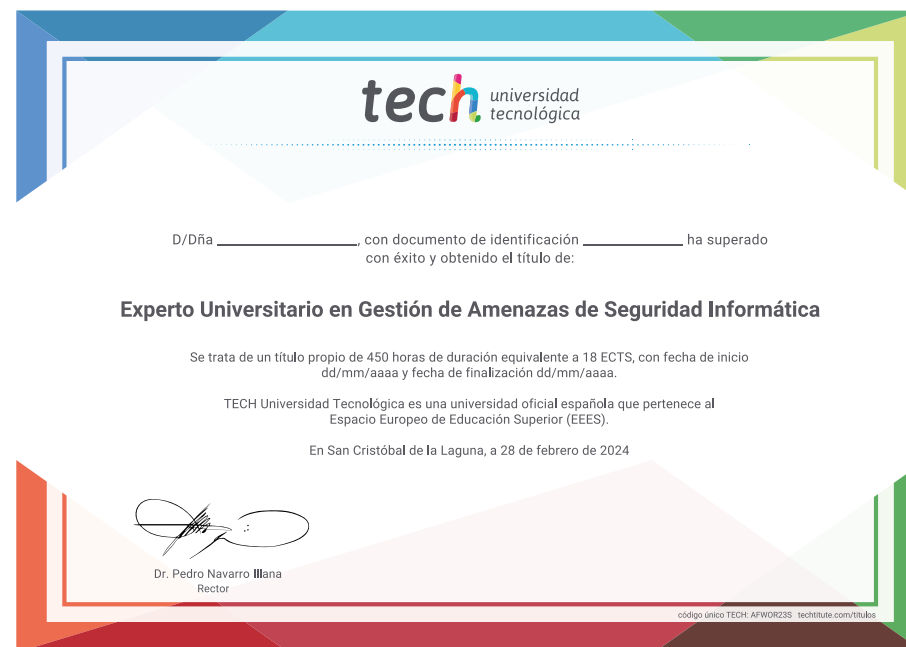 tech universidad
tecnológica
D/Dña ______________, con documento de identificación __________ ha superado
con éxito y obtenido el título de:
Experto Universitario en Gestión de Amenazas de Seguridad Informática
Se trata de un título propio de 450 horas de duración equivalente a 18 ECTS, con fecha de inicio
dd/mm/aaaa y fecha de finalización dd/mm/aaaa.
TECH Universidad Tecnológica es una universidad oficial española que pertenece al
Espacio Europeo de Educación Superior (EEES).
En San Cristóbal de la Laguna, a 28 de febrero de 2024
Dr. Pedro Navarro Illana
Rector
código único TECH: AFWOR23S techtitute.com/titulos